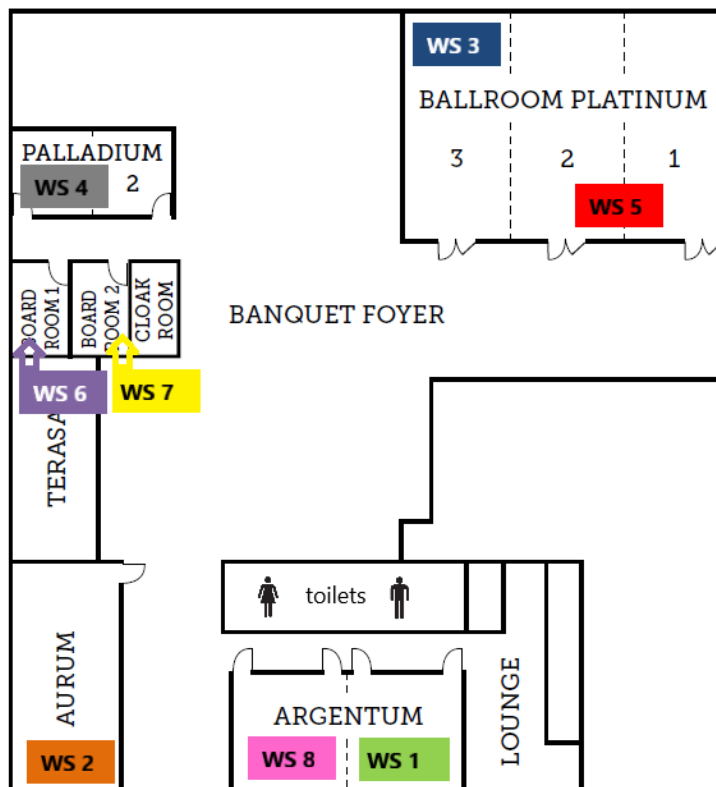 WS 3
BALLROOM PLATINUM
3 2 1
WS 5
PALLADIUM
WS 4 2
BOARD
ROOM 1
BOARD
ROOM 2
CLOAK
ROOM
BANQUET FOYER
WS 6
WS 7
TERASA
toilets
AURUM
WS 2
ARGENTUM
WS 8 WS 1
LOUNGE